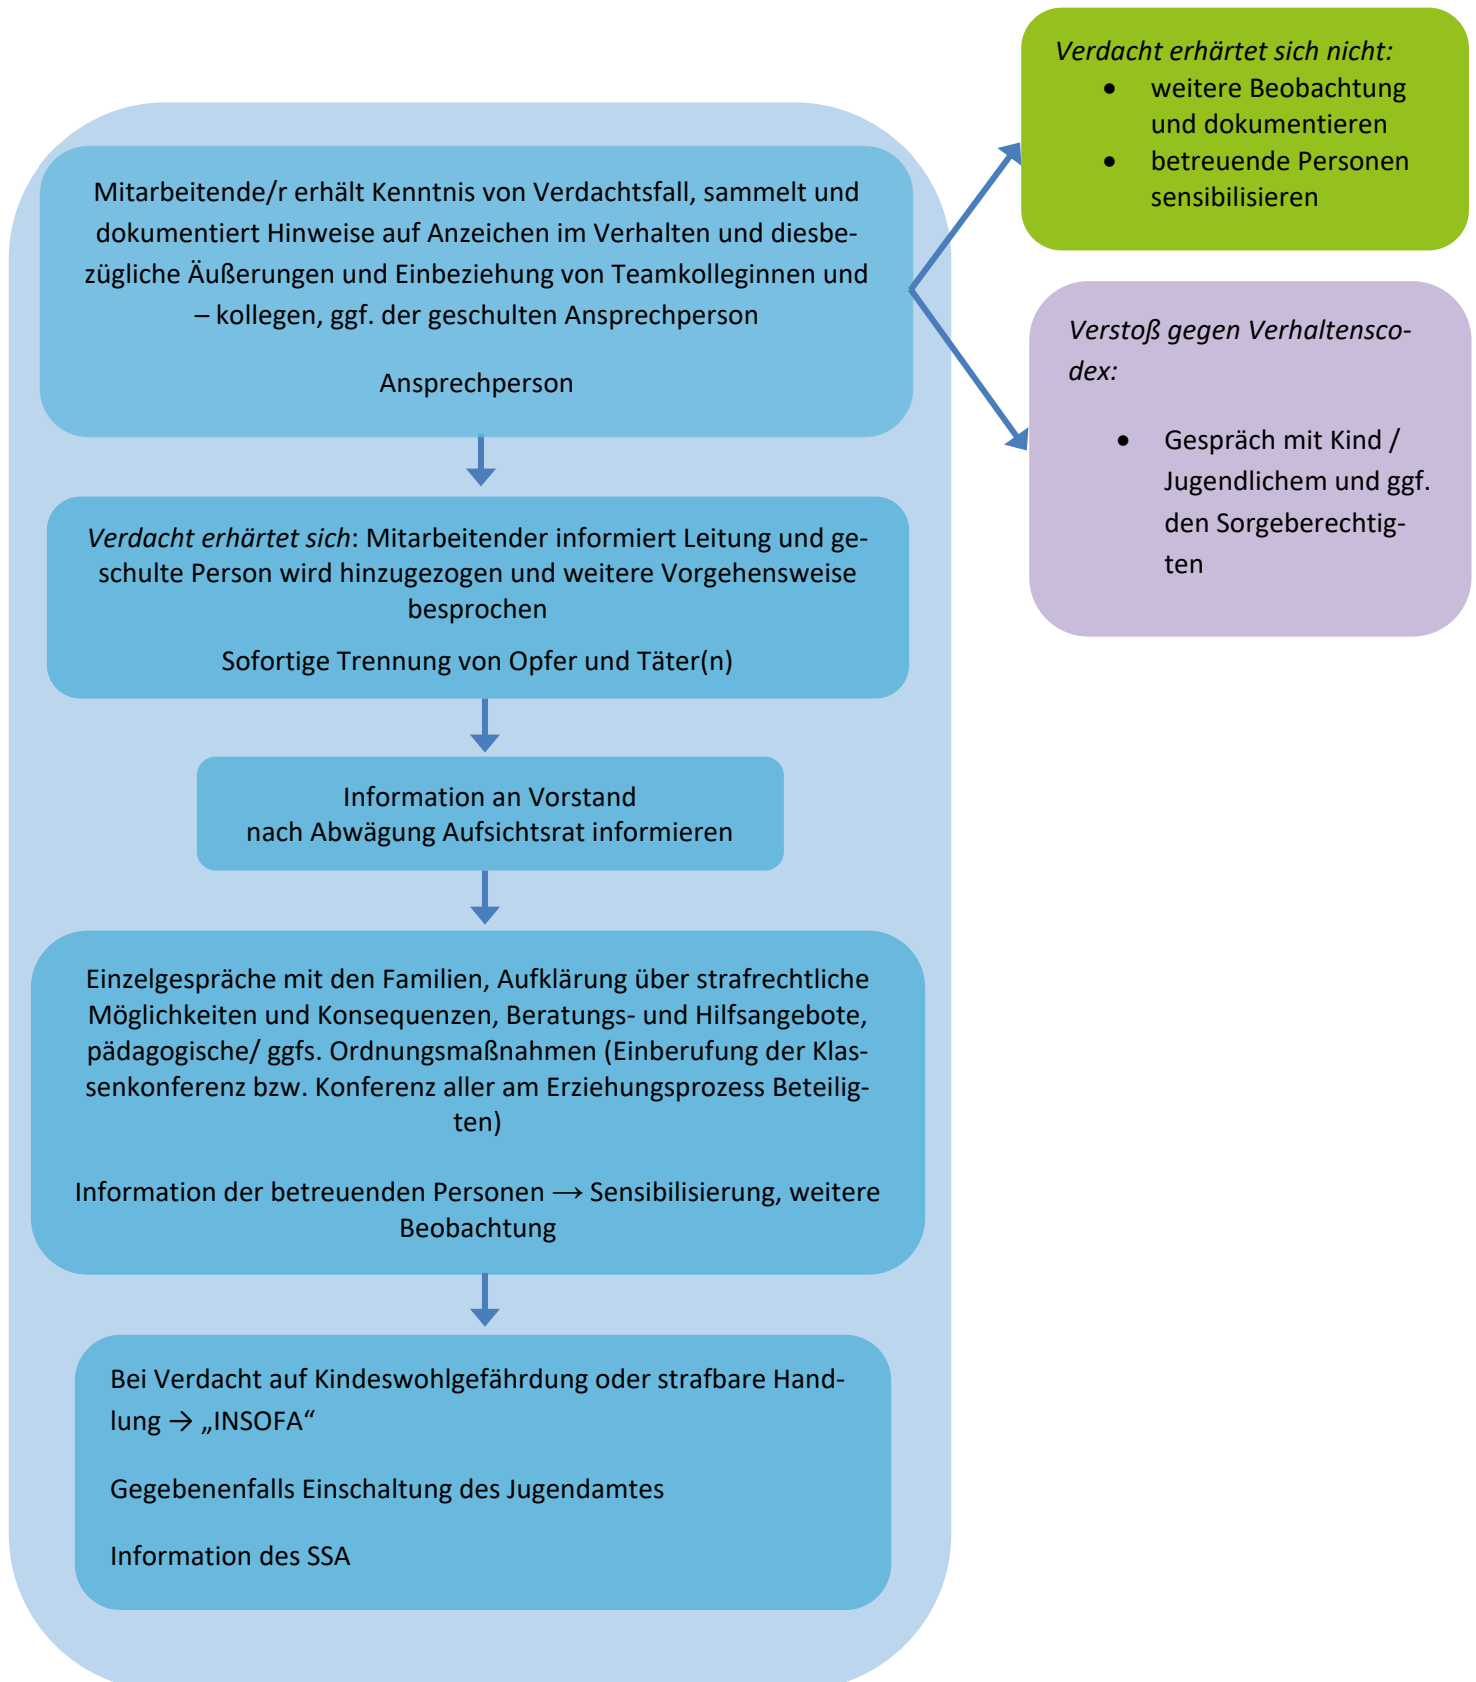 Mitarbeitende/r erhält Kenntnis von Verdachtsfall, sammelt und
dokumentiert Hinweise auf Anzeichen im Verhalten und diesbe-
zügliche Äußerungen und Einbeziehung von Teamkolleginnen und
– kollegen, ggf. der geschulten Ansprechperson
Ansprechperson
Verdacht erhärtet sich nicht:
• weitere Beobachtung
und dokumentieren
• betreuende Personen
sensibilisieren
Verstoß gegen Verhaltensco-
dex:
• Gespräch mit Kind /
Jugendlichem und ggf.
den Sorgeberechtig-
ten
Verdacht erhärtet sich: Mitarbeitender informiert Leitung und ge-
schulte Person wird hinzugezogen und weitere Vorgehensweise
besprochen
Sofortige Trennung von Opfer und Täter(n)
Information an Vorstand
nach Abwägung Aufsichtsrat informieren
Einzelgespräche mit den Familien, Aufklärung über strafrechtliche
Möglichkeiten und Konsequenzen, Beratungs- und Hilfsangebote,
pädagogische/ ggfs. Ordnungsmaßnahmen (Einberufung der Klas-
senkonferenz bzw. Konferenz aller am Erziehungsprozess Beteilig-
ten)
Information der betreuenden Personen → Sensibilisierung, weitere
Beobachtung
Bei Verdacht auf Kindeswohlgefährdung oder strafbare Hand-
lung → „INSOFA“
Gegebenenfalls Einschaltung des Jugendamtes
Information des SSA